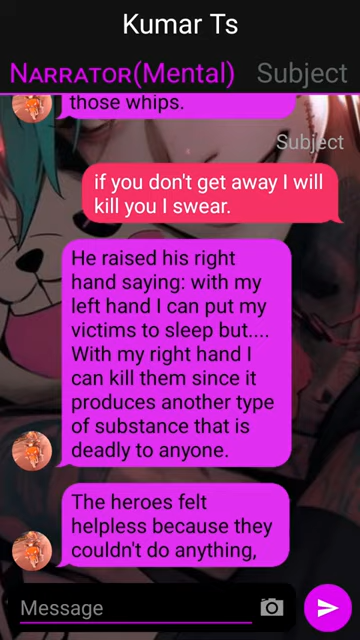 Kumar Ts
NARRATOR(Mental) Subject
those whips.
Subject
if you don't get away I will
kill you I swear.
He raised his right
hand saying: with my
left hand I can put my
victims to sleep but....
With my right hand I
can kill them since it
produces another type
of substance that is
deadly to anyone.
The heroes felt
helpless because they
couldn't do anything,
Message